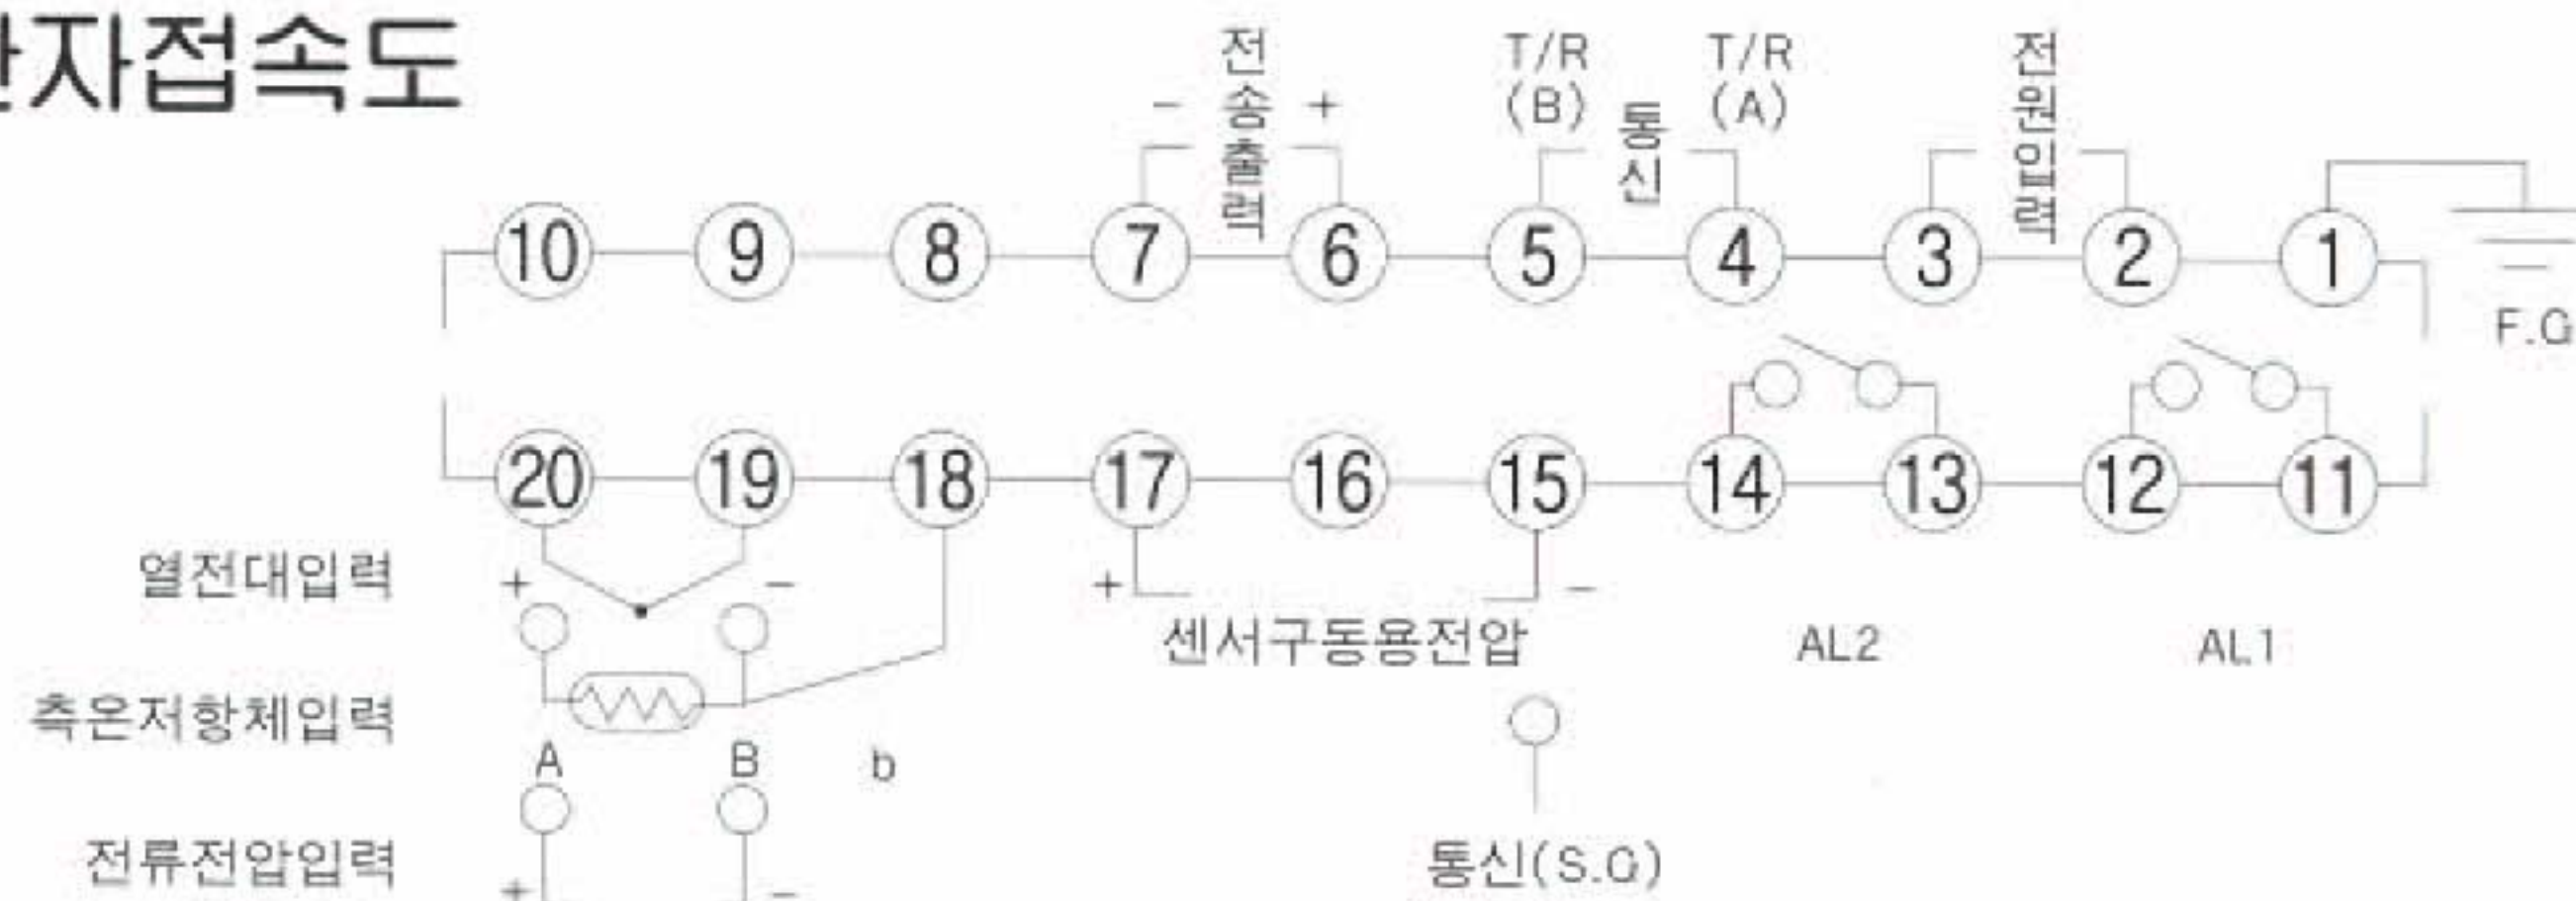 단자접속도
전송출력
- +
T/R (B)
통신
T/R (A)
전원입력
10 9 8 7 6 5 4 3 2 1
F.G
20 19 18 17 16 15 14 13 12 11
열전대입력 + -
+ -
센서구동용전압
AL2
AL1
측온저항체입력
A B b
전류전압입력 + -
통신(S.G)